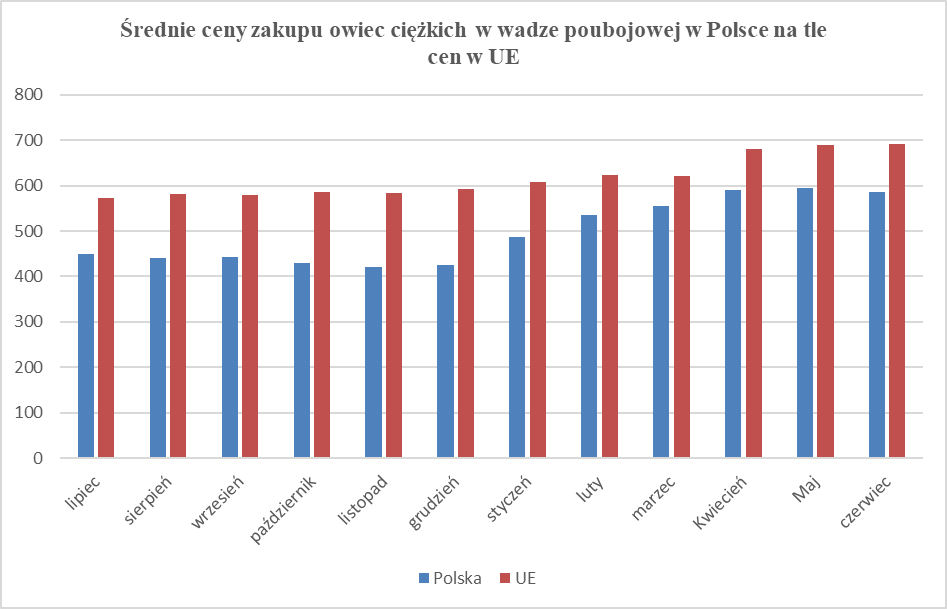 Średnie ceny zakupu owiec ciężkich w wadze poubojowej w Polsce na tle
cen w UE
800
700
600
500
400
300
200
100
0
lipiec
sierpień
wrzesień
październik
listopad
grudzień
styczeń
luty
marzec
Kwiecień
Maj
czerwiec
Polska UE